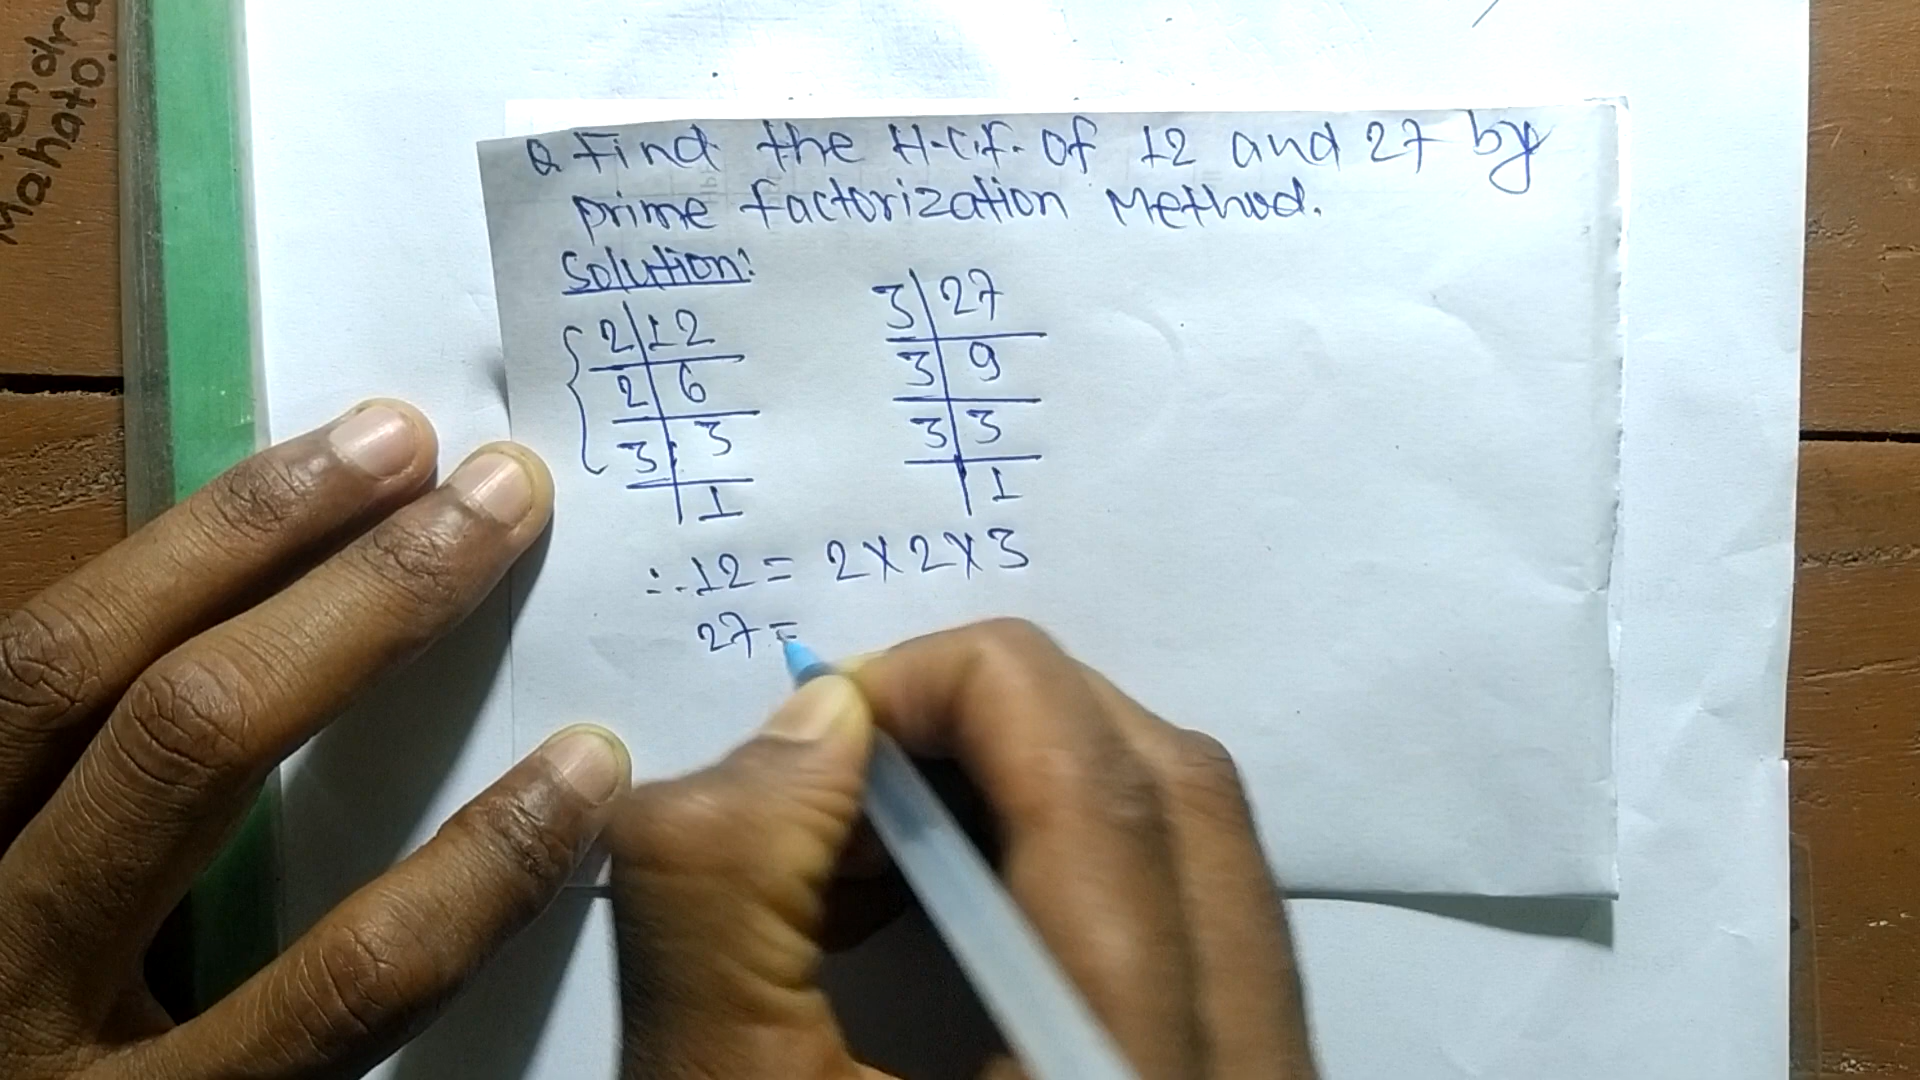 Q Find the H.C.F. of 12 and 27 by
prime factorization Method.
Solution:
2 12
2 6
3 3
1
3 27
3 9
3 3
1
∴ 12 = 2×2×3
27 =
Mahato.